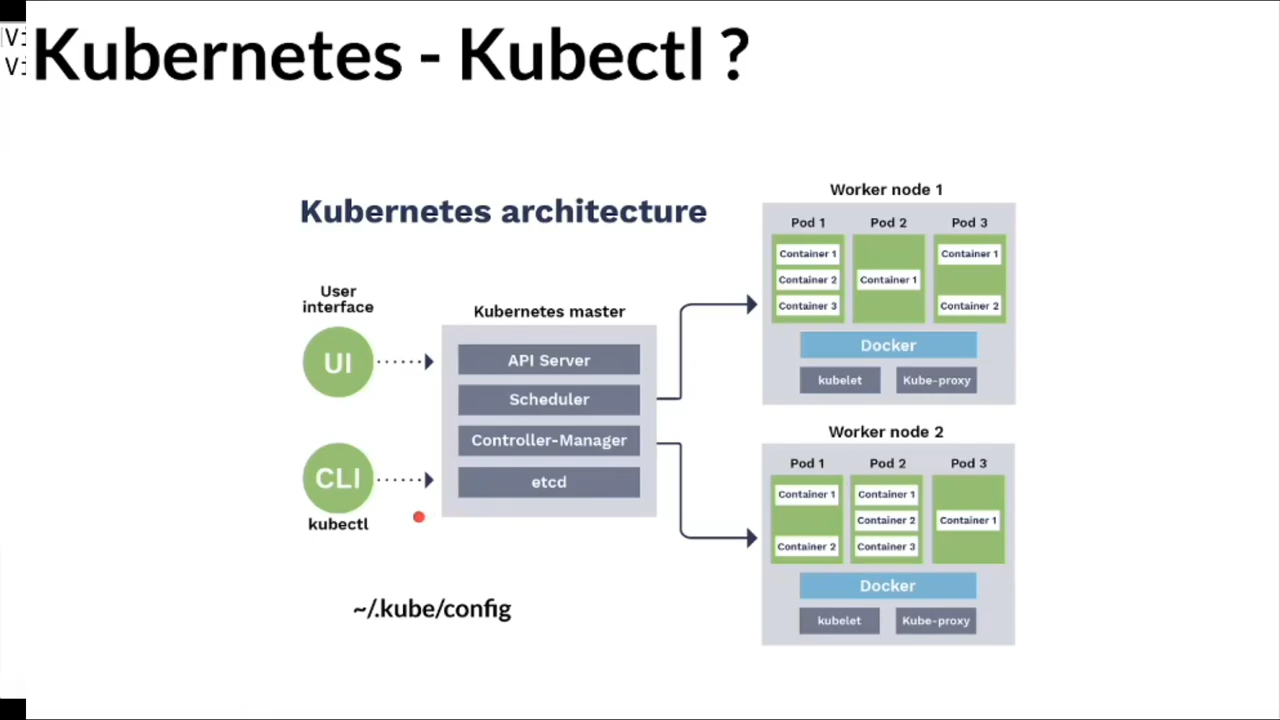 Kubernetes - Kubectl ?
Kubernetes architecture
User
interface
UI
CLI
kubectl
~/.kube/config
Kubernetes master
API Server
Scheduler
Controller-Manager
etcd
Worker node 1
Pod 1
Pod 2
Pod 3
Container 1
Container 2
Container 3
Container 1
Container 1
Container 2
Docker
kubelet
Kube-proxy
Worker node 2
Pod 1
Pod 2
Pod 3
Container 1
Container 2
Container 1
Container 2
Container 3
Container 1
Docker
kubelet
Kube-proxy